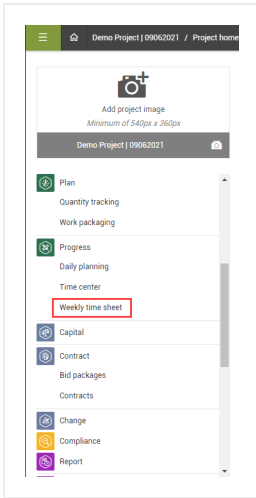 Demo Project | 09062021 / Project home
Add project image
Minimum of 540px x 360px
Demo Project | 09062021
Plan
Quantity tracking
Work packaging
Progress
Daily planning
Time center
Weekly time sheet
Capital
Contract
Bid packages
Contracts
Change
Compliance
Report